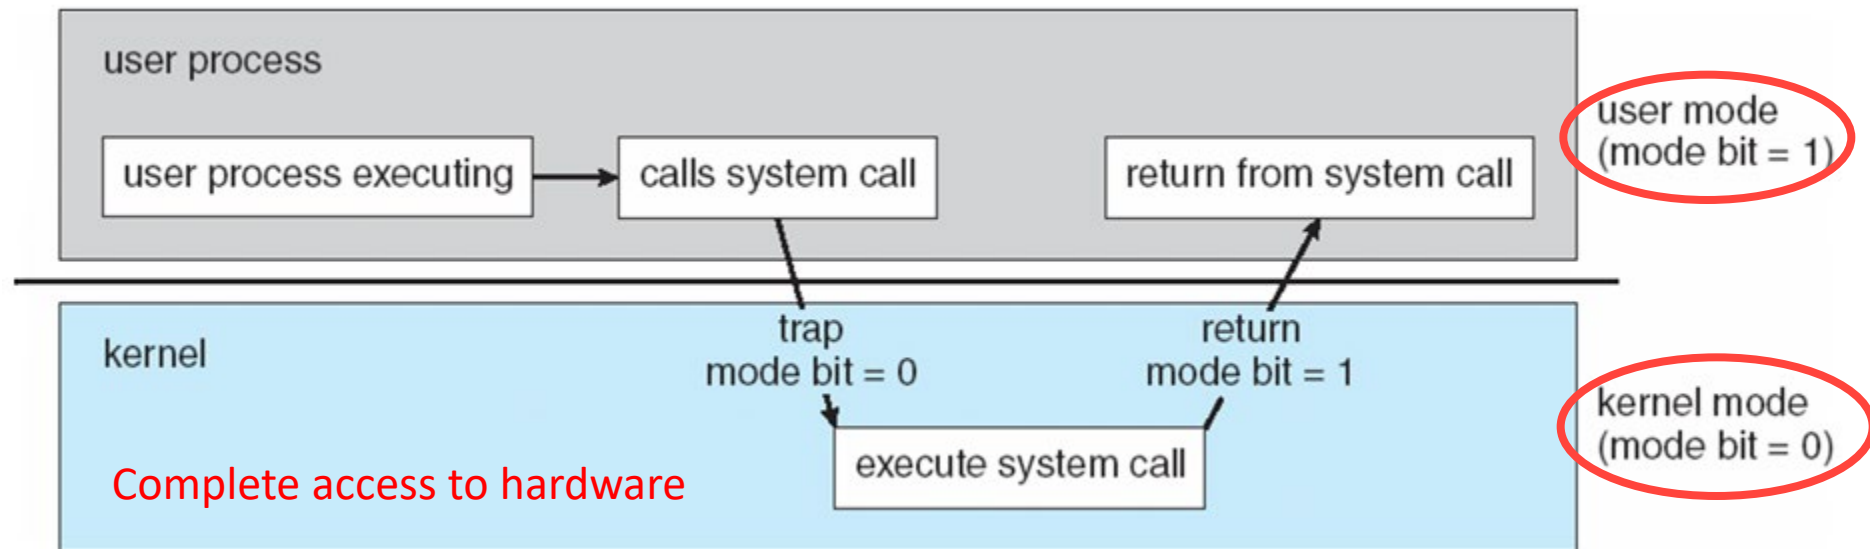 user process
user process executing
calls system call
return from system call
user mode
(mode bit = 1)
kernel
trap
mode bit = 0
return
mode bit = 1
execute system call
Complete access to hardware
kernel mode
(mode bit = 0)